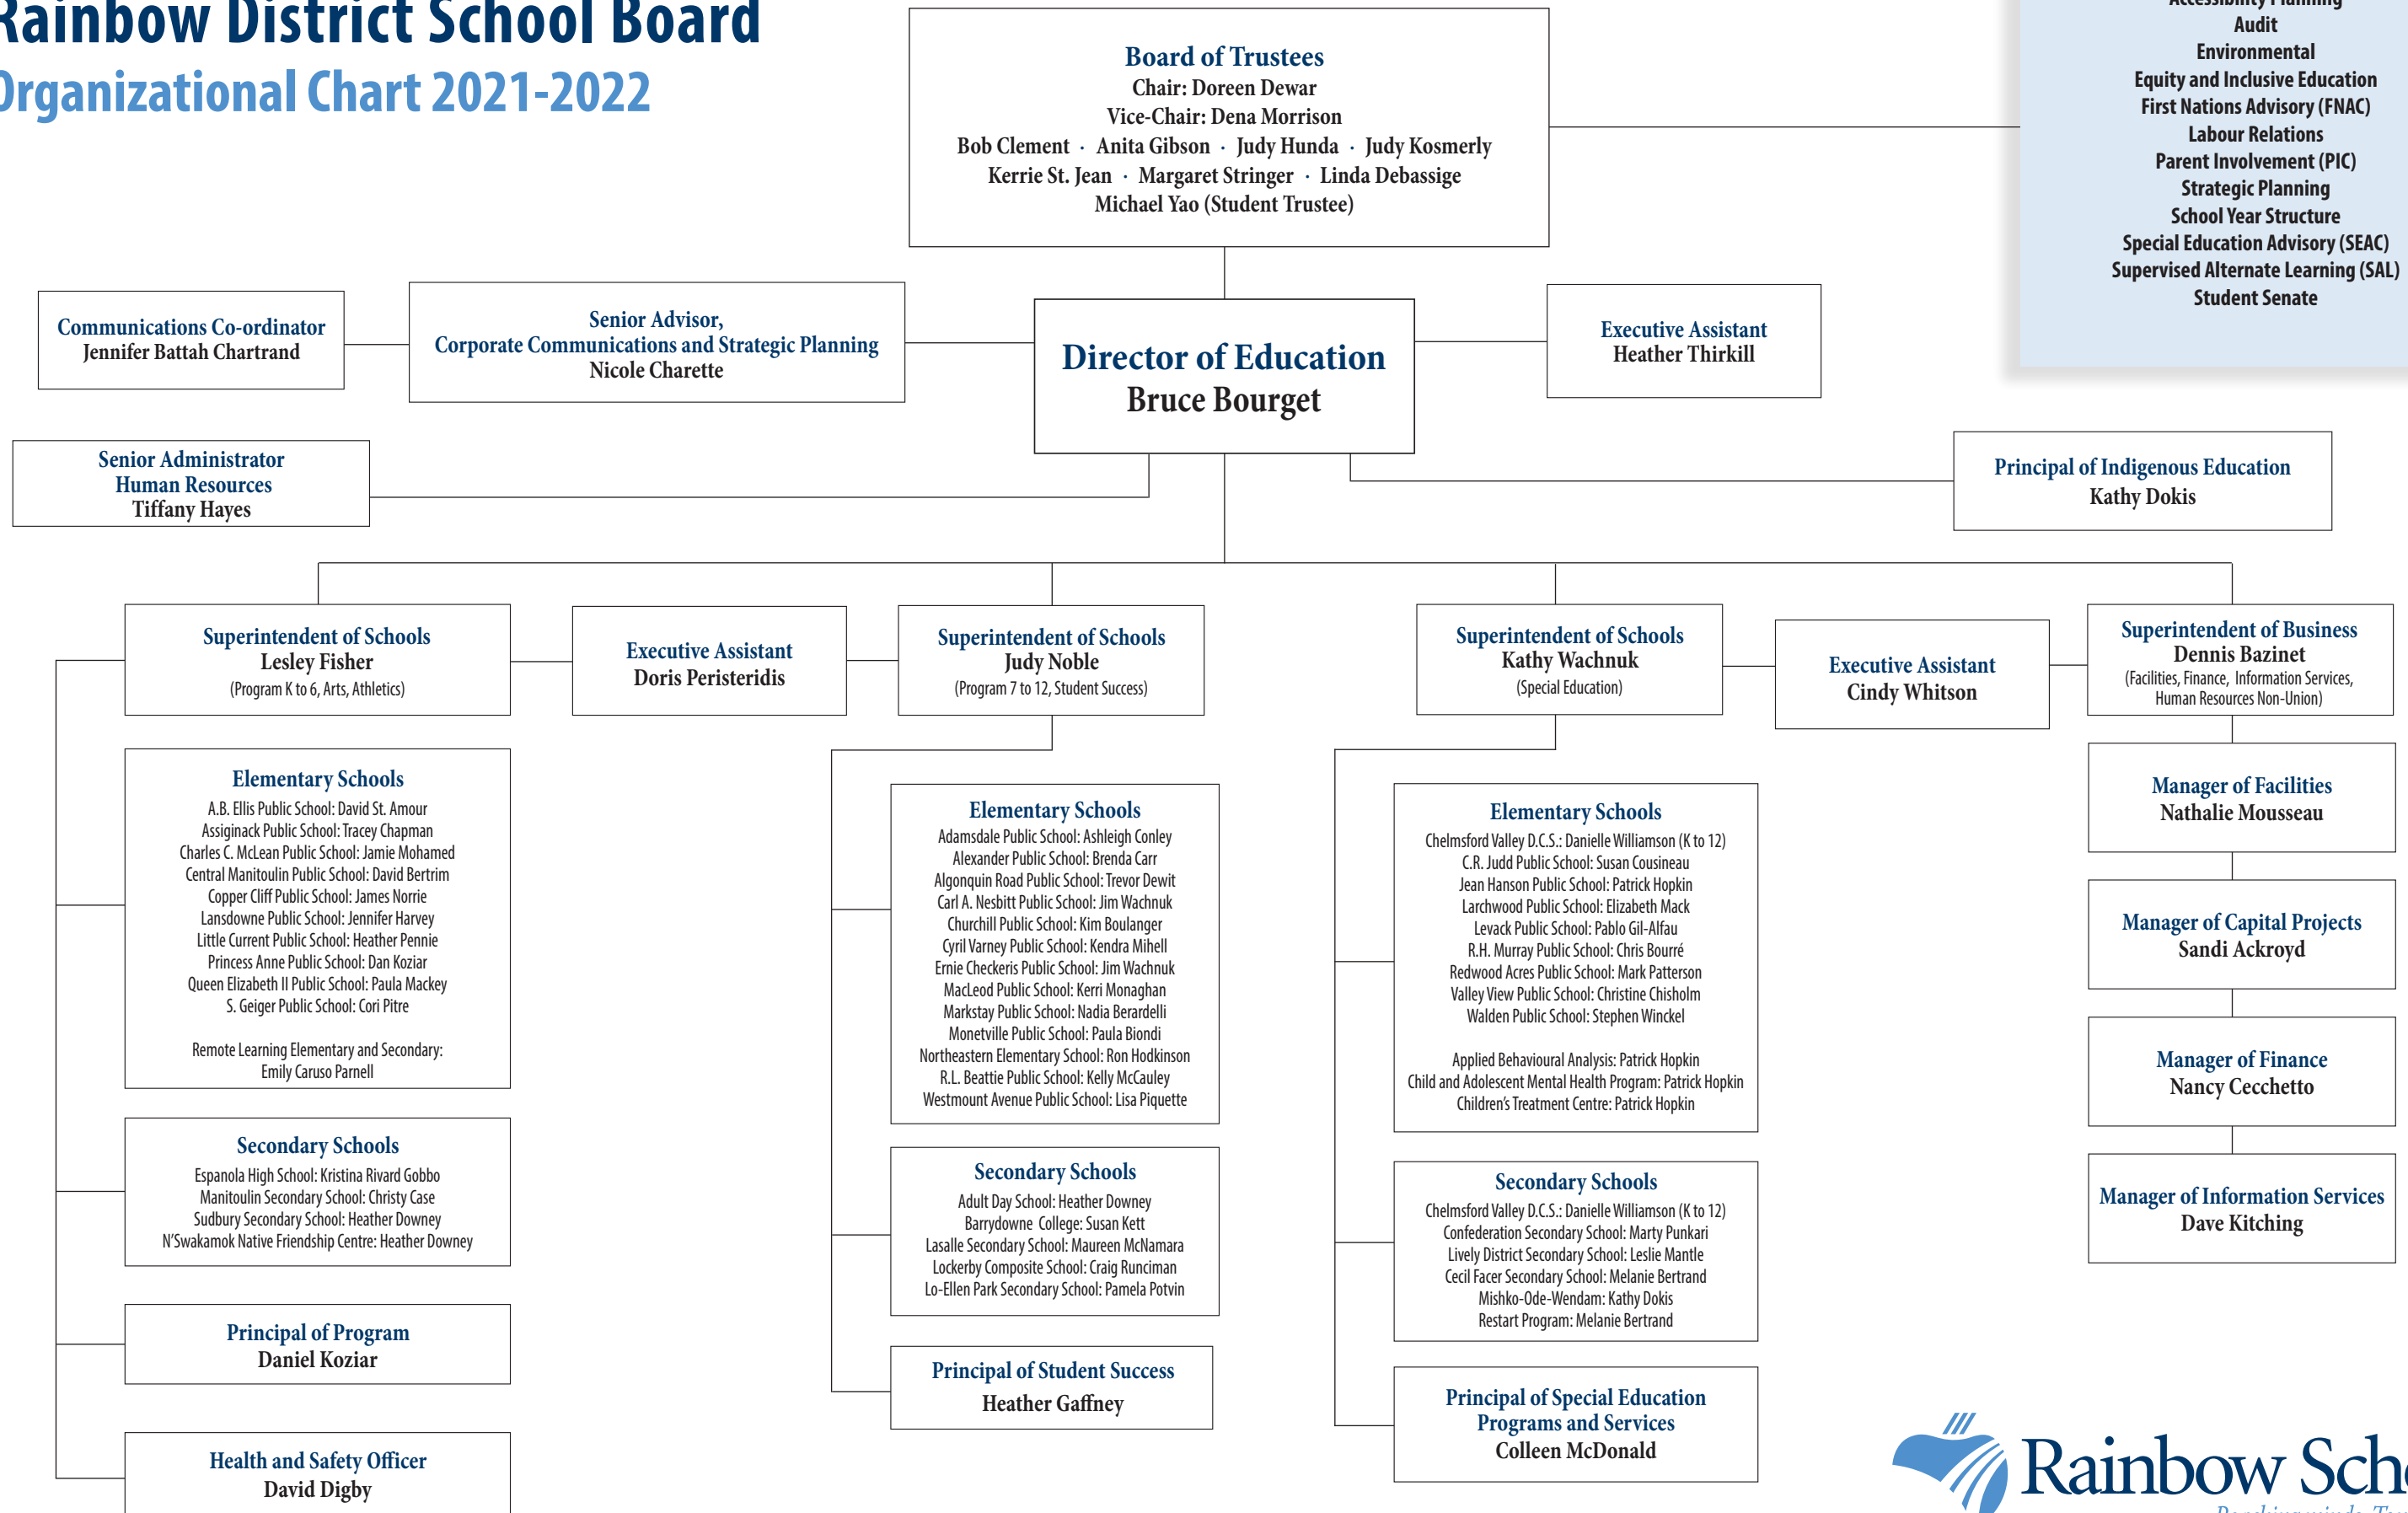 Rainbow District School Board
Organizational Chart 2021-2022
Board of Trustees
Chair: Doreen Dewar
Vice-Chair: Dena Morrison
Bob Clement · Anita Gibson · Judy Hunda · Judy Kosmerly
Kerrie St. Jean · Margaret Stringer · Linda Debassige
Michael Yao (Student Trustee)
Accessibility Planning
Audit
Environmental
Equity and Inclusive Education
First Nations Advisory (FNAC)
Labour Relations
Parent Involvement (PIC)
Strategic Planning
School Year Structure
Special Education Advisory (SEAC)
Supervised Alternate Learning (SAL)
Student Senate
Communications Co-ordinator
Jennifer Battah Chartrand
Senior Advisor,
Corporate Communications and Strategic Planning
Nicole Charette
Director of Education
Bruce Bourget
Executive Assistant
Heather Thirkill
Senior Administrator
Human Resources
Tiffany Hayes
Principal of Indigenous Education
Kathy Dokis
Superintendent of Schools
Lesley Fisher
(Program K to 6, Arts, Athletics)
Executive Assistant
Doris Peristeridis
Superintendent of Schools
Judy Noble
(Program 7 to 12, Student Success)
Superintendent of Schools
Kathy Wachnuk
(Special Education)
Executive Assistant
Cindy Whitson
Superintendent of Business
Dennis Bazinet
(Facilities, Finance, Information Services,
Human Resources Non-Union)
Elementary Schools
A.B. Ellis Public School: David St. Amour
Assiginack Public School: Tracey Chapman
Charles C. McLean Public School: Jamie Mohamed
Central Manitoulin Public School: David Bertrim
Copper Cliff Public School: James Norrie
Lansdowne Public School: Jennifer Harvey
Little Current Public School: Heather Pennie
Princess Anne Public School: Dan Koziar
Queen Elizabeth II Public School: Paula Mackey
S. Geiger Public School: Cori Pitre
Remote Learning Elementary and Secondary:
Emily Caruso Parnell
Secondary Schools
Espanola High School: Kristina Rivard Gobbo
Manitoulin Secondary School: Christy Case
Sudbury Secondary School: Heather Downey
N'Swakamok Native Friendship Centre: Heather Downey
Principal of Program
Daniel Koziar
Health and Safety Officer
David Digby
Elementary Schools
Adamsdale Public School: Ashleigh Conley
Alexander Public School: Brenda Carr
Algonquin Road Public School: Trevor Dewit
Carl A. Nesbitt Public School: Jim Wachnuk
Churchill Public School: Kim Boulanger
Cyril Varney Public School: Kendra Mihell
Ernie Checkeris Public School: Jim Wachnuk
MacLeod Public School: Kerri Monaghan
Markstay Public School: Nadia Berardelli
Monetville Public School: Paula Biondi
Northeastern Elementary School: Ron Hodkinson
R.L. Beattie Public School: Kelly McCauley
Westmount Avenue Public School: Lisa Piquette
Secondary Schools
Adult Day School: Heather Downey
Barrydowne College: Susan Kett
Lasalle Secondary School: Maureen McNamara
Lockerby Composite School: Craig Runciman
Lo-Ellen Park Secondary School: Pamela Potvin
Principal of Student Success
Heather Gaffney
Elementary Schools
Chelmsford Valley D.C.S.: Danielle Williamson (K to 12)
C.R. Judd Public School: Susan Cousineau
Jean Hanson Public School: Patrick Hopkin
Larchwood Public School: Elizabeth Mack
Levack Public School: Pablo Gil-Alfau
R.H. Murray Public School: Chris Bourré
Redwood Acres Public School: Mark Patterson
Valley View Public School: Christine Chisholm
Walden Public School: Stephen Winckel
Applied Behavioural Analysis: Patrick Hopkin
Child and Adolescent Mental Health Program: Patrick Hopkin
Children's Treatment Centre: Patrick Hopkin
Secondary Schools
Chelmsford Valley D.C.S.: Danielle Williamson (K to 12)
Confederation Secondary School: Marty Punkari
Lively District Secondary School: Leslie Mantle
Cecil Facer Secondary School: Melanie Bertrand
Mishko-Ode-Wendam: Kathy Dokis
Restart Program: Melanie Bertrand
Principal of Special Education
Programs and Services
Colleen McDonald
Manager of Facilities
Nathalie Mousseau
Manager of Capital Projects
Sandi Ackroyd
Manager of Finance
Nancy Cecchetto
Manager of Information Services
Dave Kitching
Rainbow Scho